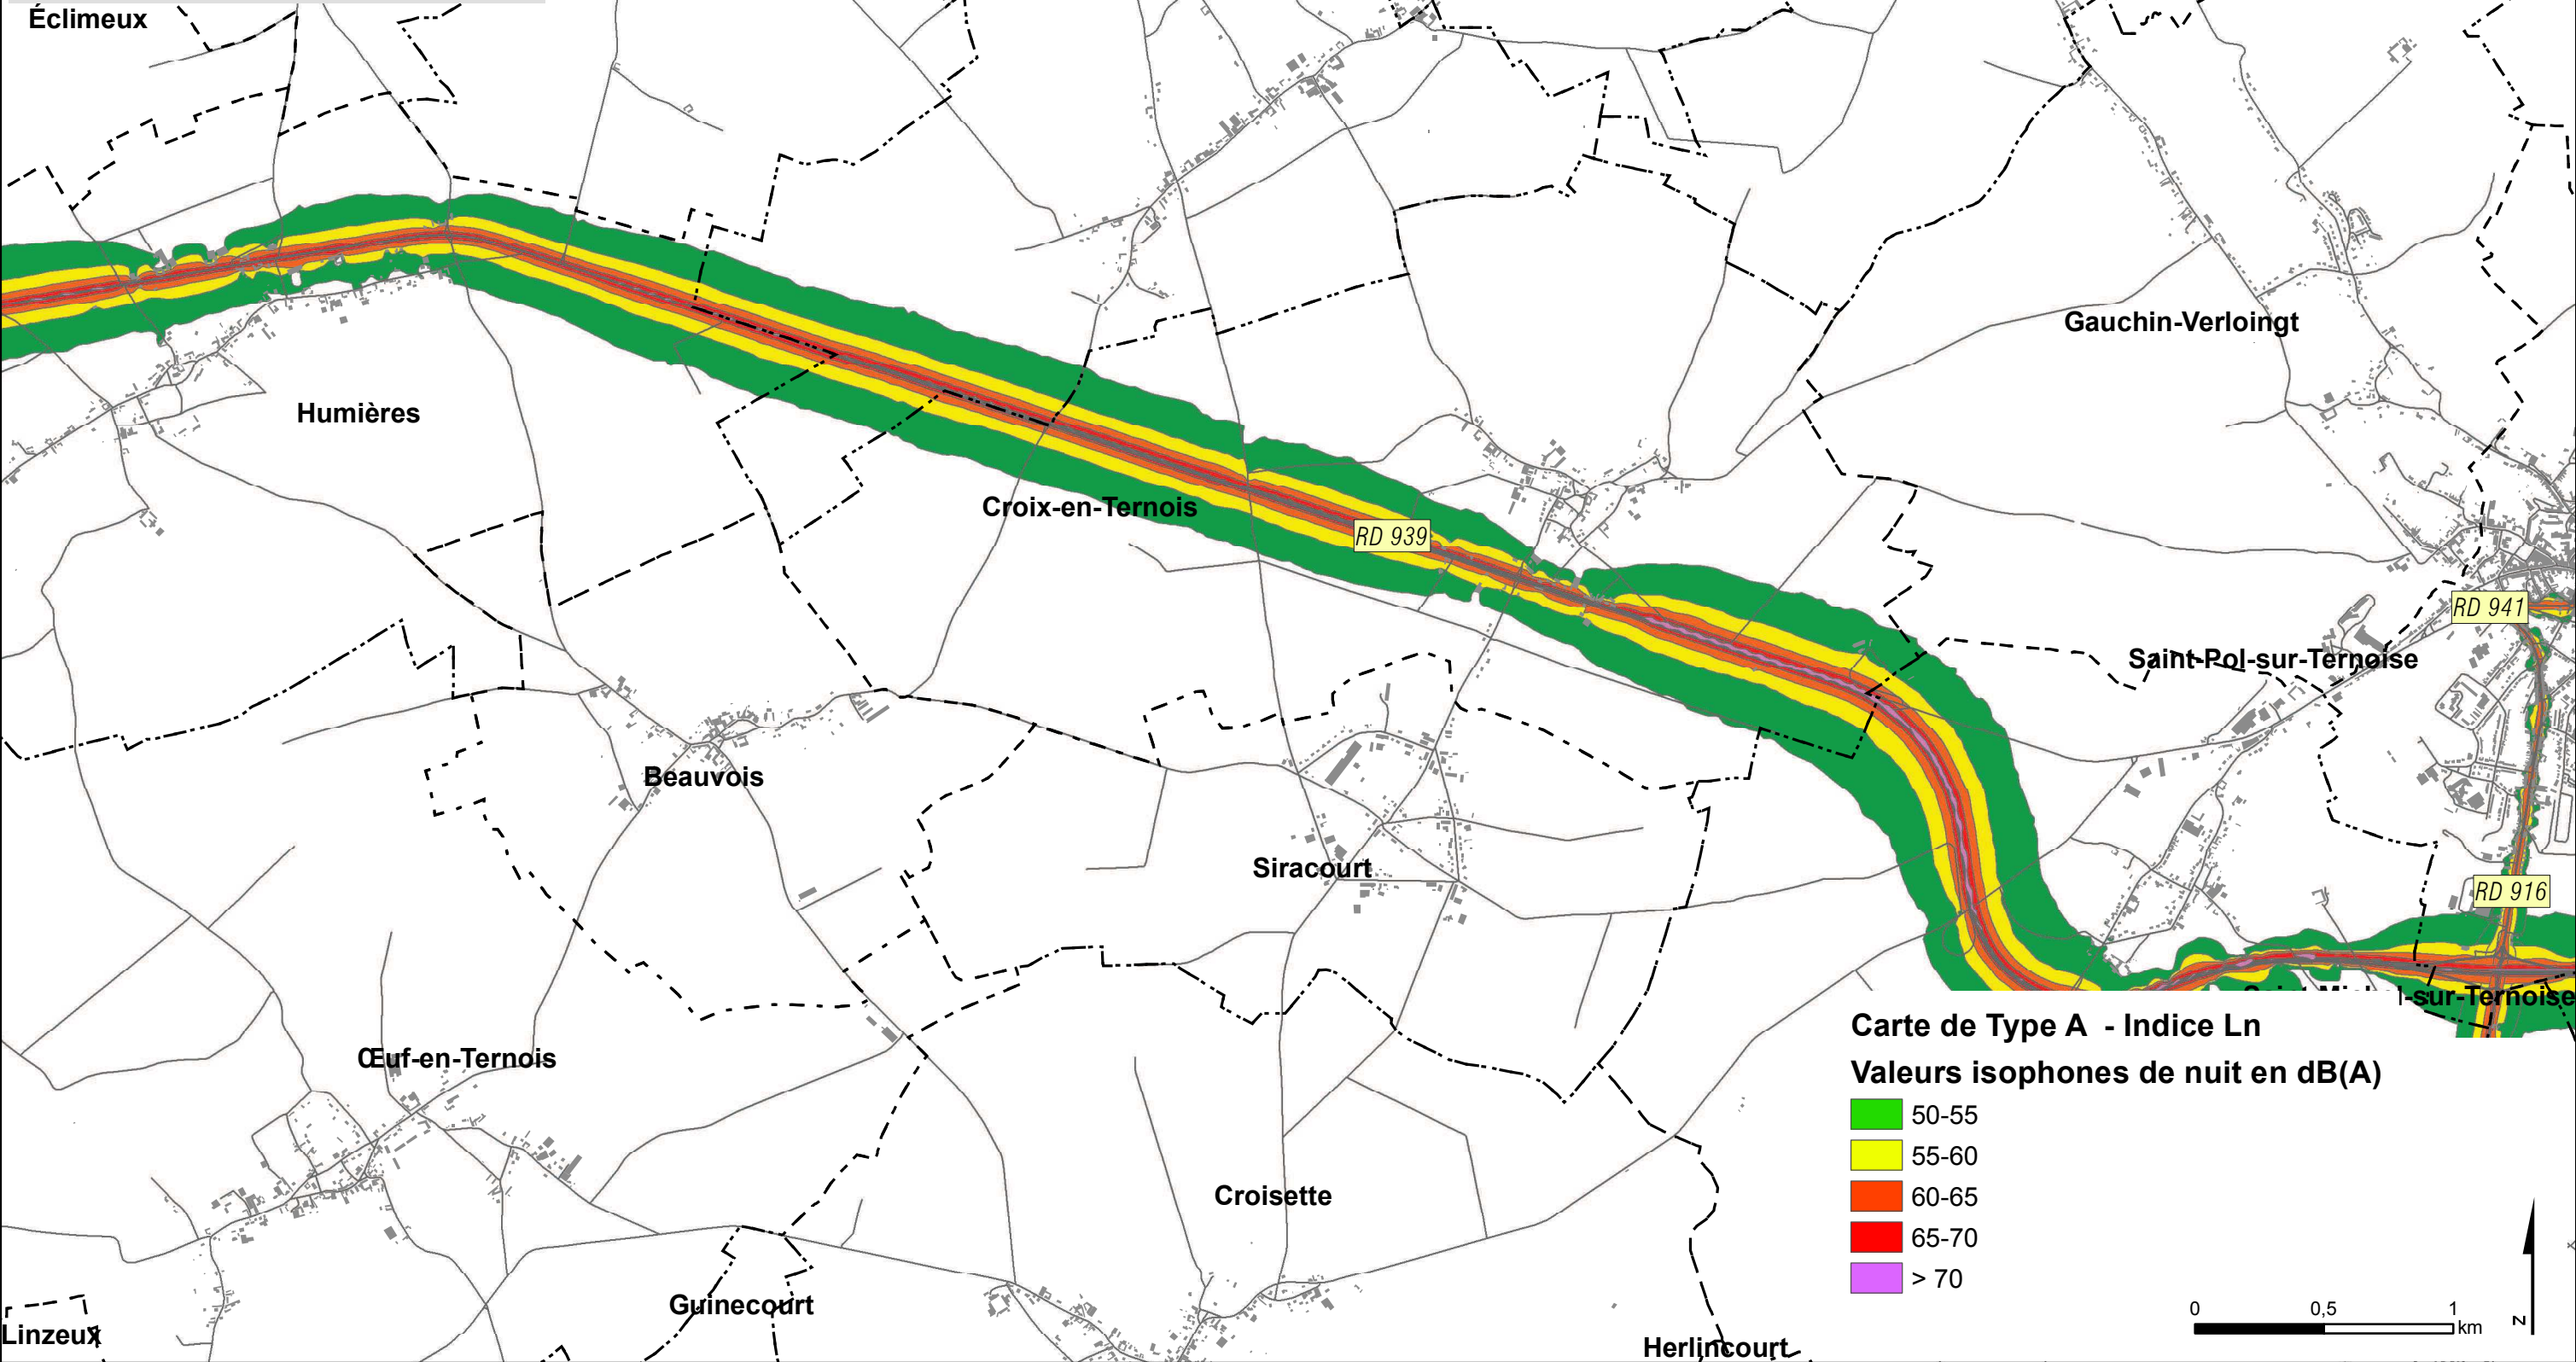 Éclimeux
Gauchin-Verloingt
Humières
Croix-en-Ternois
RD 939
RD 941
Saint-Pol-sur-Ternoise
Beauvois
Siracourt
RD 916
-sur-Ternoise
Œuf-en-Ternois
Croisette
Guinecourt
Linzeux
Herlincourt
Carte de Type A - Indice Ln
Valeurs isophones de nuit en dB(A)
50-55
55-60
60-65
65-70
> 70
0 0,5 1
km
N